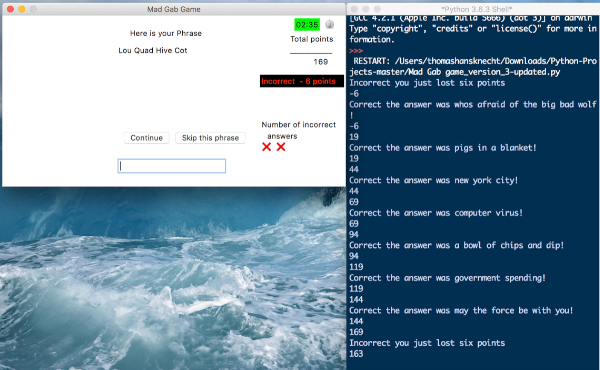 Mad Gab Game
02:35
Here is your Phrase
Total points
Lou Quad Hive Cot
169
Incorrect - 6 points
Number of incorrect
answers
Continue
Skip this phrase
*Python 3.6.3 Shell*
[GCC 4.2.1 (Apple Inc. build 5666) (dot 3)] on darwin
Type "copyright", "credits" or "license()" for more in
formation.
>>>
RESTART: /Users/thomashansknecht/Downloads/Python-Pro
jects-master/Mad Gab game_version_3-updated.py
Incorrect you just lost six points
-6
Correct the answer was whos afraid of the big bad wolf
!
-6
19
Correct the answer was pigs in a blanket!
19
44
Correct the answer was new york city!
44
69
Correct the answer was computer virus!
69
94
Correct the answer was a bowl of chips and dip!
94
119
Correct the answer was government spending!
119
144
Correct the answer was may the force be with you!
144
169
Incorrect you just lost six points
163